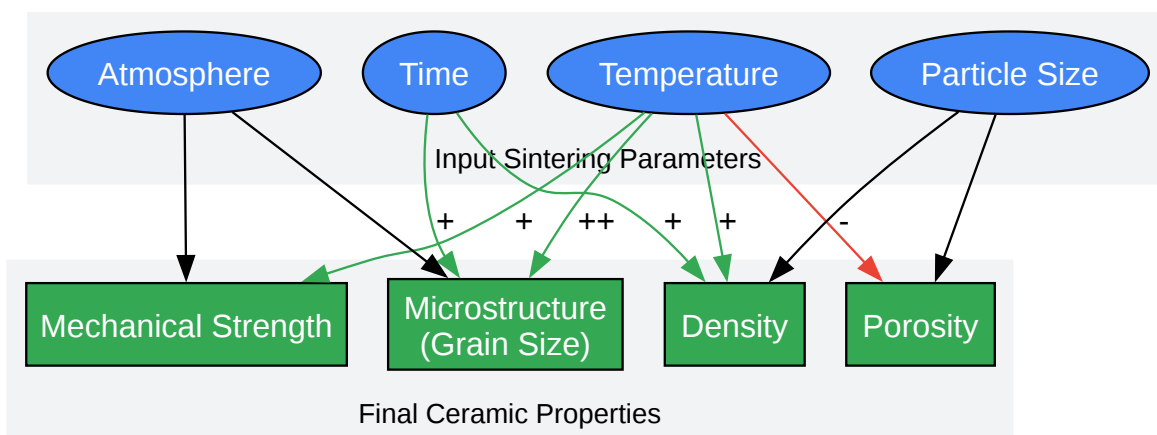 Atmosphere
Time
Temperature
Particle Size
Input Sintering Parameters
+
+
++
+
+
-
Mechanical Strength
Microstructure
(Grain Size)
Density
Porosity
Final Ceramic Properties